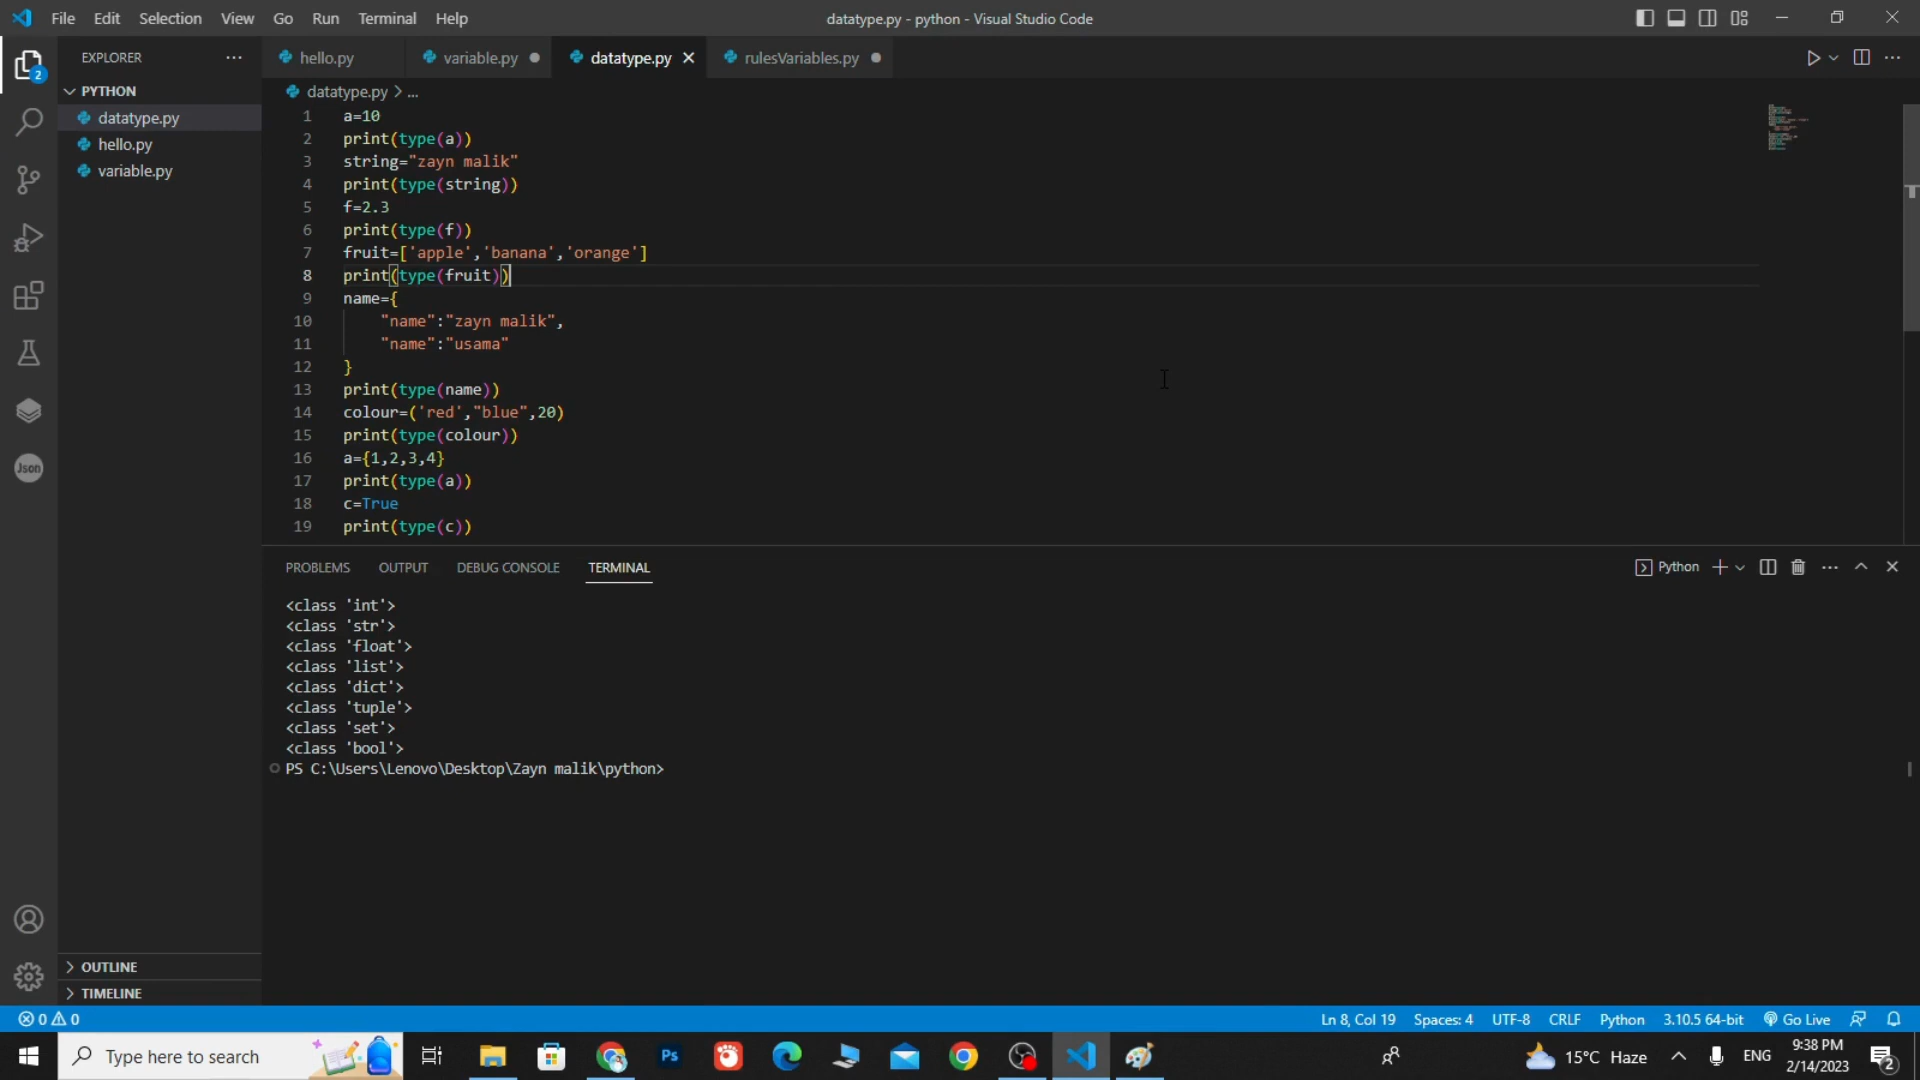 File Edit Selection View Go Run Terminal Help
datatype.py - python - Visual Studio Code
EXPLORER
hello.py
variable.py
datatype.py
rulesVariables.py
PYTHON
datatype.py
hello.py
variable.py
datatype.py > ...
1 a=10
2 print(type(a))
3 string="zayn malik"
4 print(type(string))
5 f=2.3
6 print(type(f))
7 fruit=['apple','banana','orange']
8 print(type(fruit))
9 name={
10 "name":"zayn malik",
11 "name":"usama"
12 }
13 print(type(name))
14 colour=('red',"blue",20)
15 print(type(colour))
16 a={1,2,3,4}
17 print(type(a))
18 c=True
19 print(type(c))
2
Json
PROBLEMS OUTPUT DEBUG CONSOLE TERMINAL
Python
<class 'int'>
<class 'str'>
<class 'float'>
<class 'list'>
<class 'dict'>
<class 'tuple'>
<class 'set'>
<class 'bool'>
PS C:\Users\Lenovo\Desktop\Zayn malik\python>
OUTLINE
TIMELINE
0 0
Ln 8, Col 19 Spaces: 4 UTF-8 CRLF Python 3.10.5 64-bit Go Live
Type here to search
Ps
15°C Haze
ENG
9:38 PM
2/14/2023
2